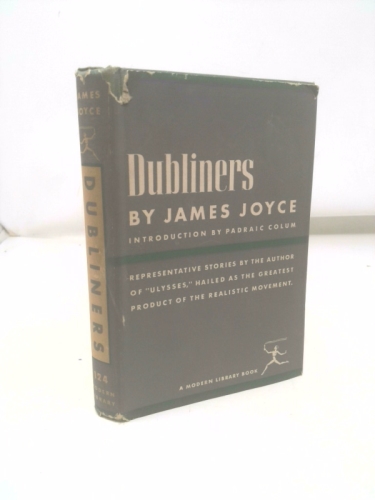 Dubliners
BY JAMES JOYCE
INTRODUCTION BY PADRAIC COLUM
REPRESENTATIVE STORIES BY THE AUTHOR
OF "ULYSSES," HAILED AS THE GREATEST
PRODUCT OF THE REALISTIC MOVEMENT.
A MODERN LIBRARY BOOK
JAMES
JOYCE
DUBLINERS
124